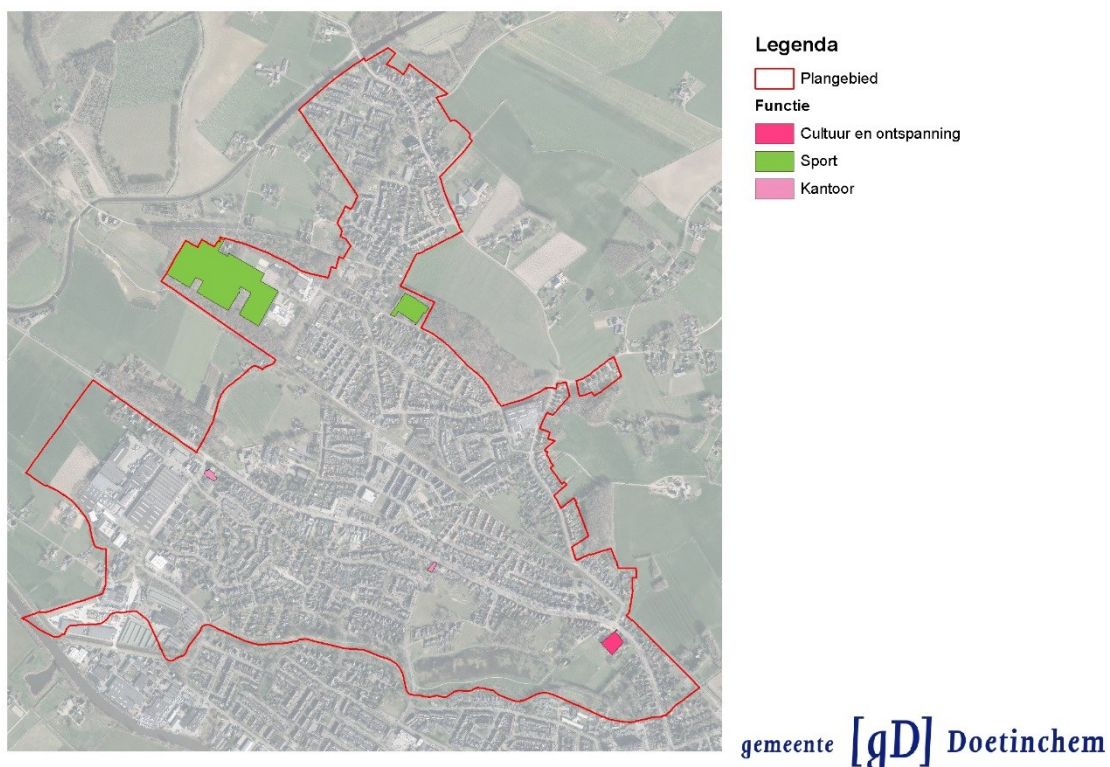 Legenda
Plangebied
Functie
Cultuur en ontspanning
Sport
Kantoor
gemeente [gD] Doetinchem